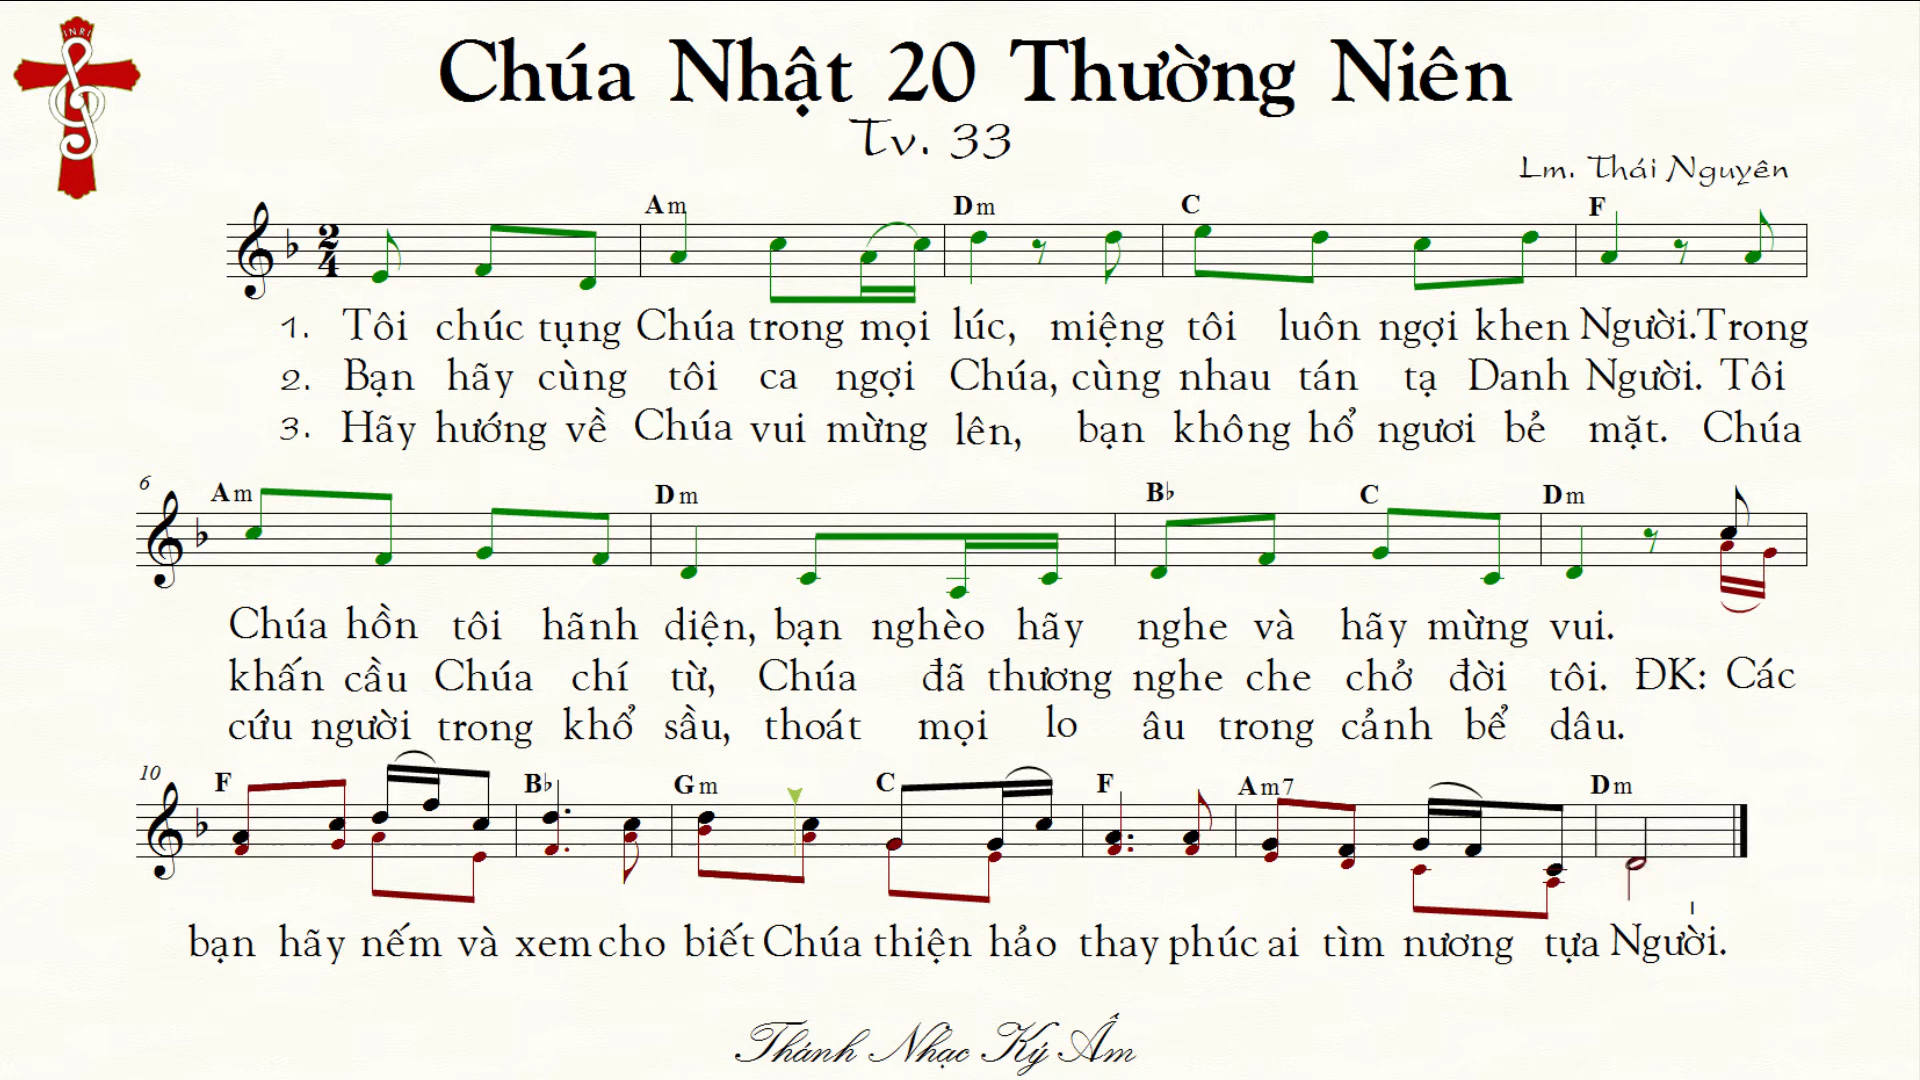 INRI
Chúa Nhật 20 Thường Niên
Tv. 33
Lm. Thái Nguyên
Am Dm C F
2
4
1. Tôi chúc tụng Chúa trong mọi lúc, miệng tôi luôn ngợi khen Người. Trong
2. Bạn hãy cùng tôi ca ngợi Chúa, cùng nhau tán tạ Danh Người. Tôi
3. Hãy hướng về Chúa vui mừng lên, bạn không hổ ngươi bẻ mặt. Chúa
6 Am Dm B♭ C Dm
Chúa hồn tôi hãnh diện, bạn nghèo hãy nghe và hãy mừng vui.
khấn cầu Chúa chí từ, Chúa đã thương nghe che chở đời tôi. ĐK: Các
cứu người trong khổ sầu, thoát mọi lo âu trong cảnh bể dâu.
10 F B♭ Gm C F Am7 Dm
bạn hãy nếm và xem cho biết Chúa thiện hảo thay phúc ai tìm nương tựa Người.
Thánh Nhạc Ký Âm